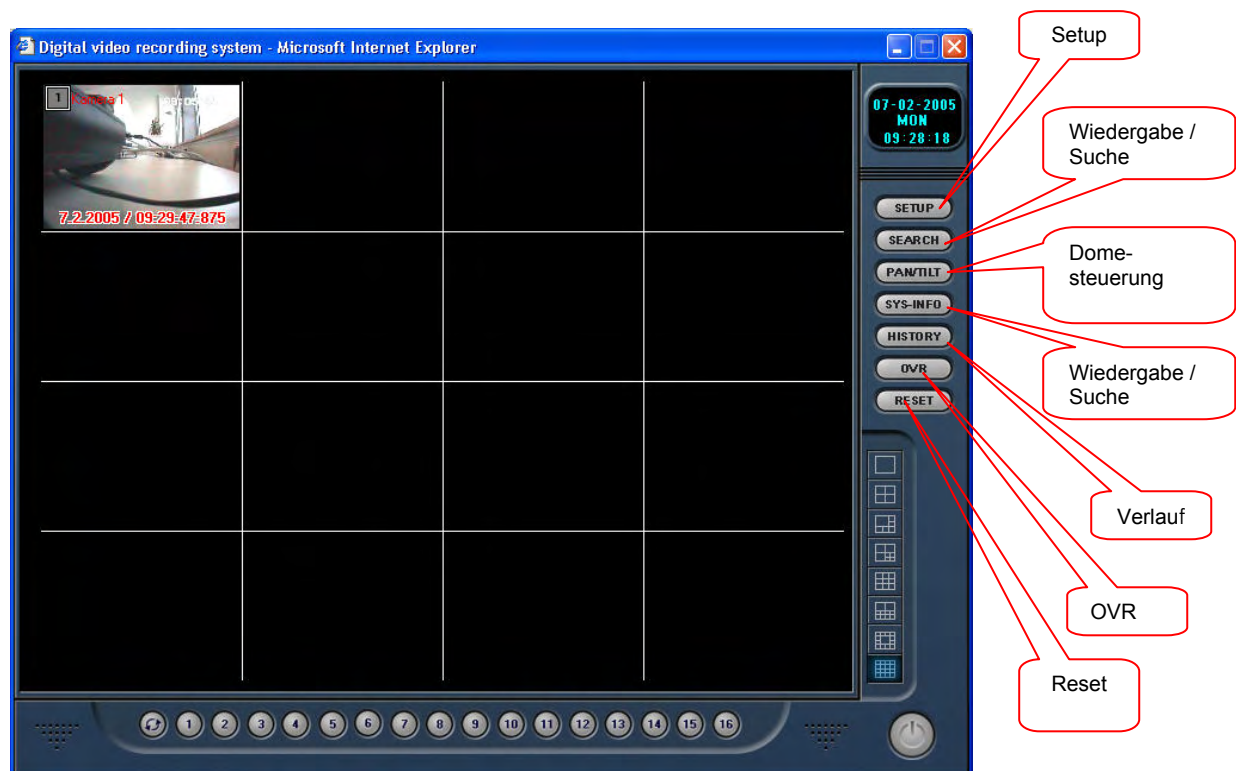 Digital video recording system - Microsoft Internet Explorer
1
Kamera 1
7.2.2005 / 09-29-47-875
07-02-2005
MON
09:28:18
SETUP
SEARCH
PAN/TILT
SYS-INFO
HISTORY
OVR
RESET
1 2 3 4 5 6 7 8 9 10 11 12 13 14 15 16
Setup
Wiedergabe /
Suche
Dome-
steuerung
Wiedergabe /
Suche
Verlauf
OVR
Reset